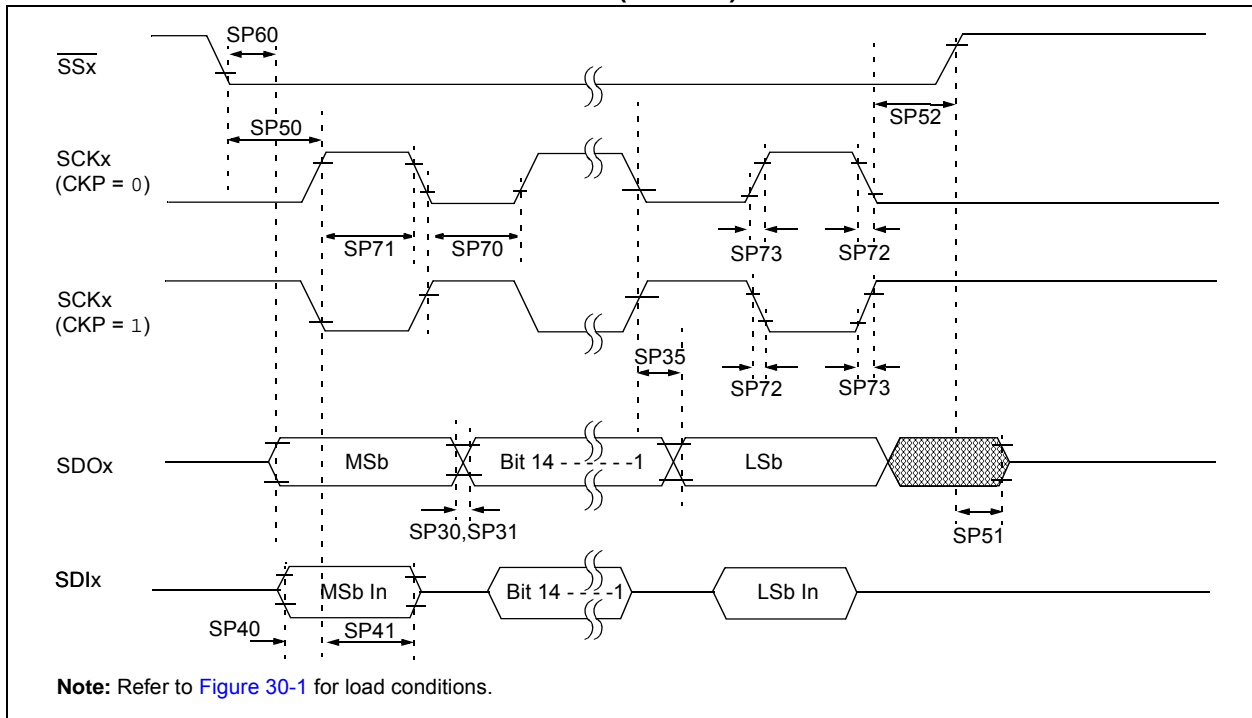 SP60
SSx
SP50
SP52
SCKx
(CKP = 0)
SP71
SP70
SP73
SP72
SCKx
(CKP = 1)
SP35
SP72
SP73
SDOx
MSb
Bit 14 - - - - - -1
LSb
SP30,SP31
SP51
SDIx
MSb In
Bit 14 - - - -1
LSb In
SP40
SP41
Note: Refer to Figure 30-1 for load conditions.